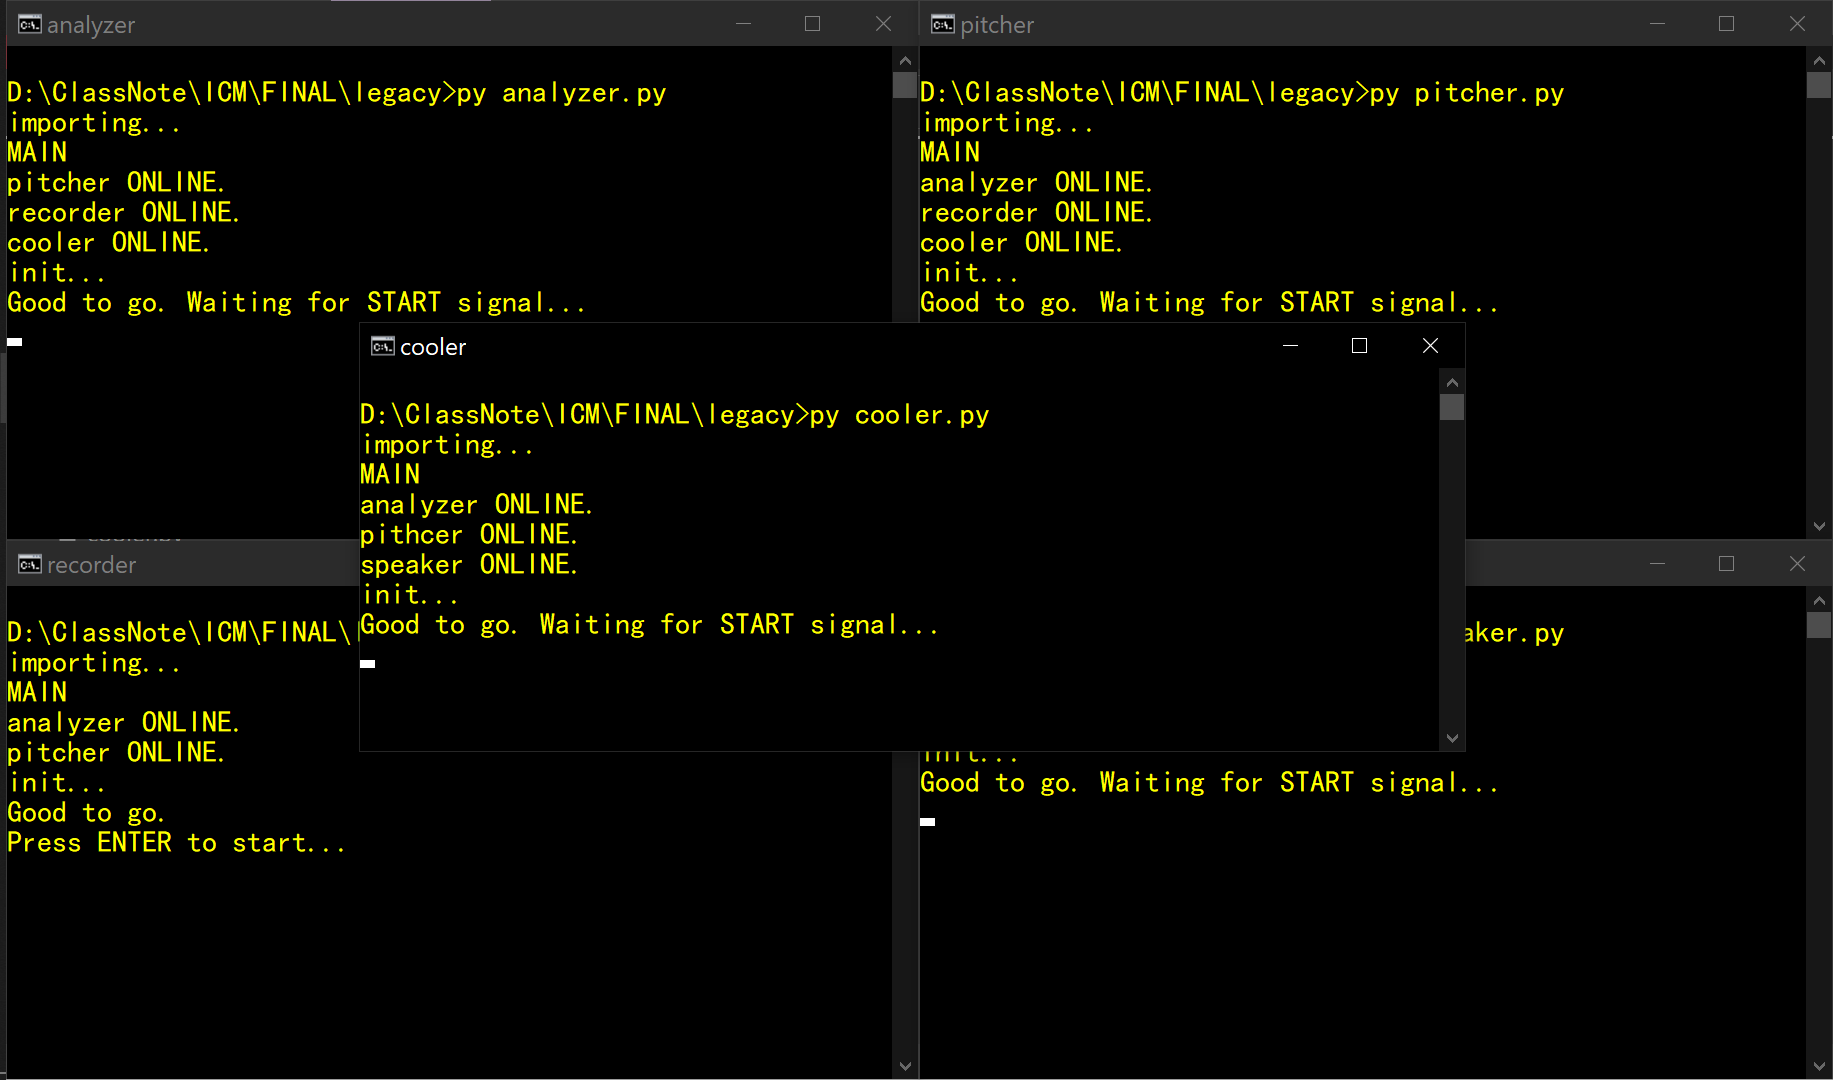 analyzer
D:\ClassNote\ICM\FINAL\legacy>py analyzer.py
importing...
MAIN
pitcher ONLINE.
recorder ONLINE.
cooler ONLINE.
init...
Good to go. Waiting for START signal...
pitcher
D:\ClassNote\ICM\FINAL\legacy>py pitcher.py
importing...
MAIN
analyzer ONLINE.
recorder ONLINE.
cooler ONLINE.
init...
Good to go. Waiting for START signal...
cooler
D:\ClassNote\ICM\FINAL\legacy>py cooler.py
importing...
MAIN
analyzer ONLINE.
pithcer ONLINE.
speaker ONLINE.
init...
Good to go. Waiting for START signal...
recorder
D:\ClassNote\ICM\FINAL\
importing...
MAIN
analyzer ONLINE.
pitcher ONLINE.
init...
Good to go.
Press ENTER to start...
aker.py
init...
Good to go. Waiting for START signal...